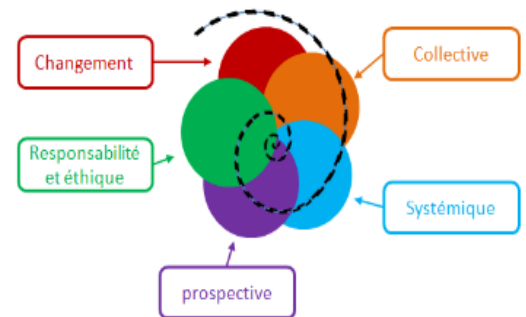 Changement
Collective
Responsabilité
et éthique
Systémique
prospective